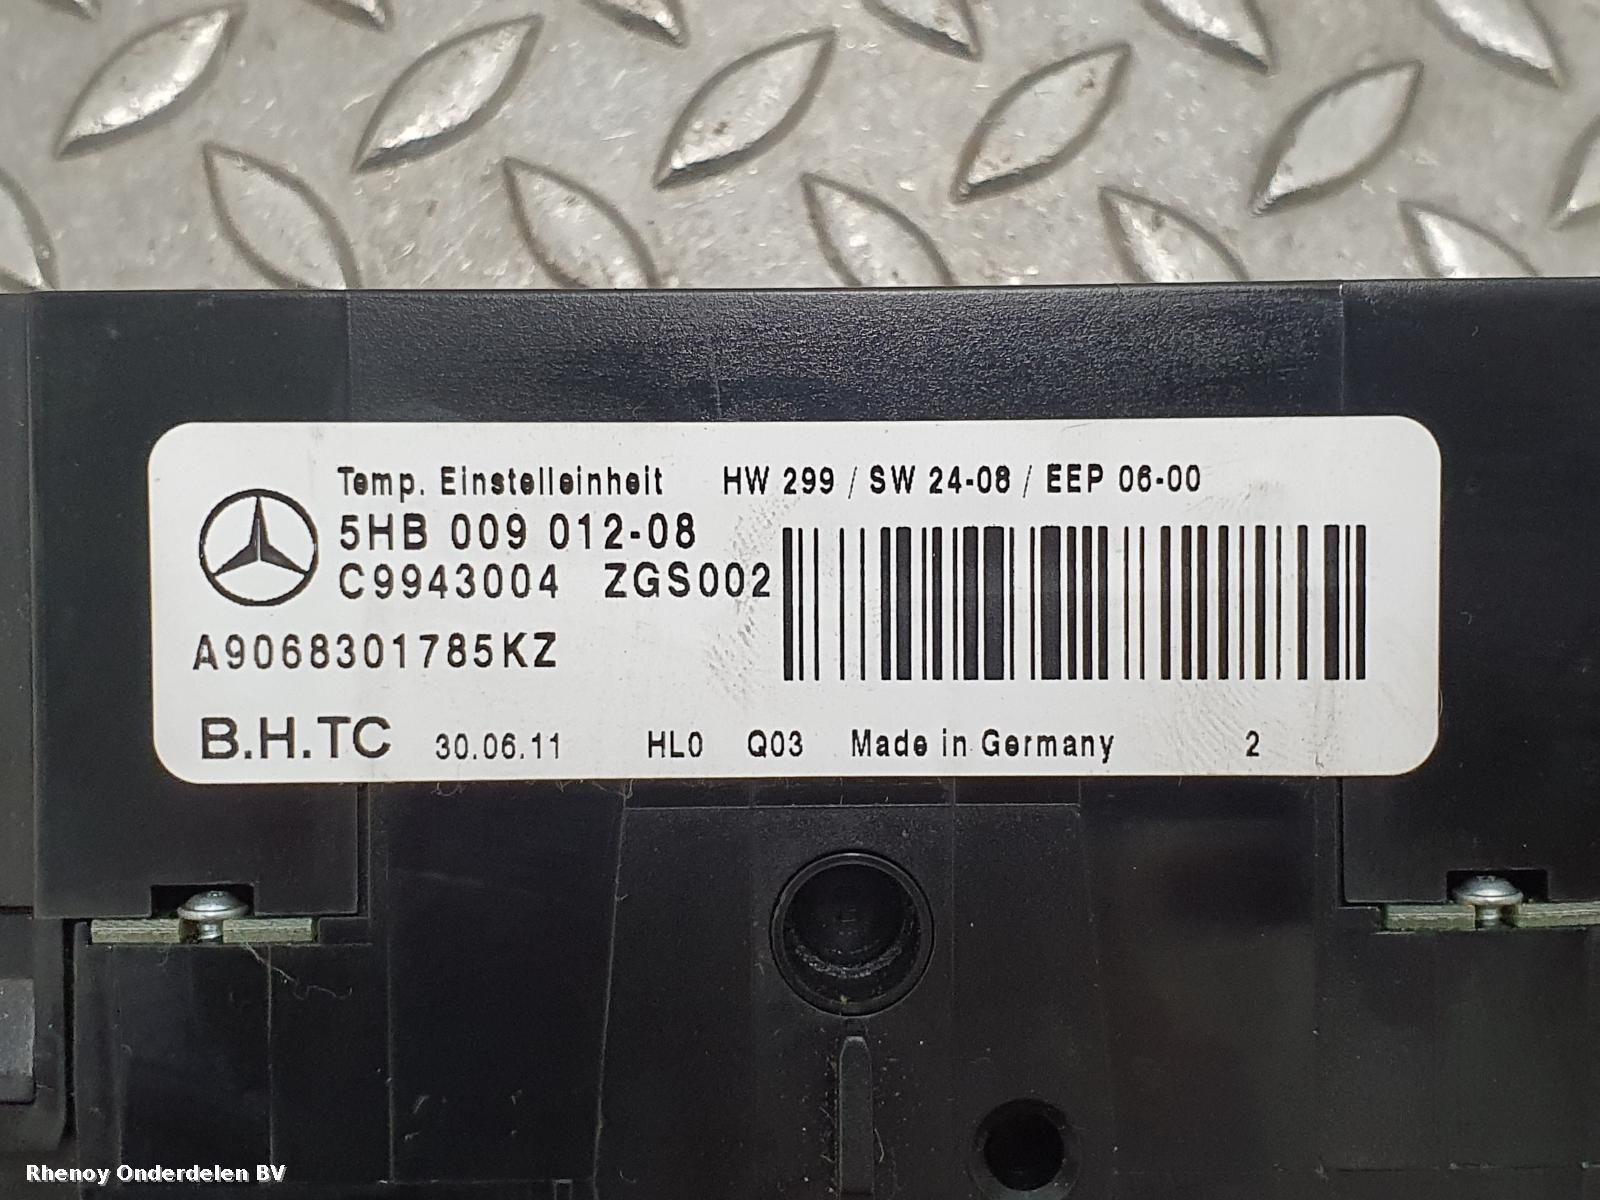 Temp. Einstelleinheit HW 299 / SW 24-08 / EEP 06-00
5HB 009 012-08
C9943004 ZGS002
A9068301785KZ
B.H.TC 30.06.11 HL0 Q03 Made in Germany 2
Rhenoy Onderdelen BV